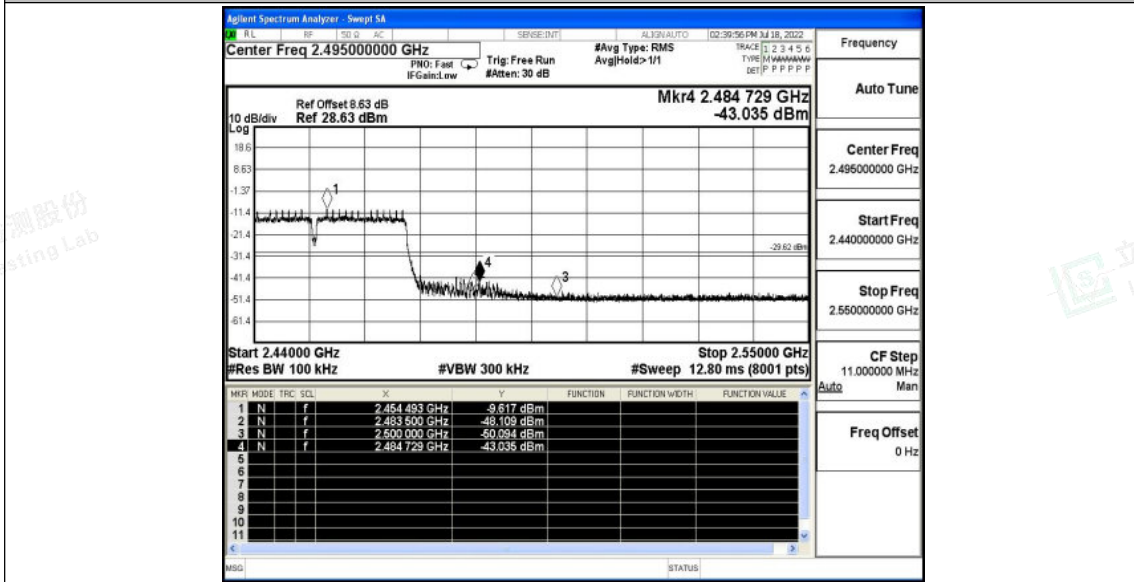 Agilent Spectrum Analyzer - Swept SA
RL RF 50 Ω AC SENSE:INT ALIGNAUTO 02:39:56 PM Jul 18, 2022
Center Freq 2.495000000 GHz
PNO: Fast
IFGain:Low
Trig: Free Run
#Atten: 30 dB
#Avg Type: RMS
Avg|Hold:> 1/1
TRACE 1 2 3 4 5 6
TYPE M
DET P P P P P P
Frequency
Auto Tune
Center Freq
2.495000000 GHz
Start Freq
2.440000000 GHz
Stop Freq
2.550000000 GHz
CF Step
11.000000 MHz
Auto Man
Freq Offset
0 Hz
Mkr4 2.484 729 GHz
-43.035 dBm
Ref Offset 8.63 dB
10 dB/div Ref 28.63 dBm
Log
18.6
8.63
-1.37
-11.4
-21.4
-31.4
-41.4
-51.4
-61.4
1
4
3
-29.62 dBm
Start 2.44000 GHz Stop 2.55000 GHz
#Res BW 100 kHz #VBW 300 kHz #Sweep 12.80 ms (8001 pts)
MKR MODE TRC SCL X Y FUNCTION FUNCTION WIDTH FUNCTION VALUE
1 N f 2.454 493 GHz -9.617 dBm
2 N f 2.483 500 GHz -48.109 dBm
3 N f 2.500 000 GHz -50.094 dBm
4 N f 2.484 729 GHz -43.035 dBm
5
6
7
8
9
10
11
MSG STATUS
测股份
sting Lab
立